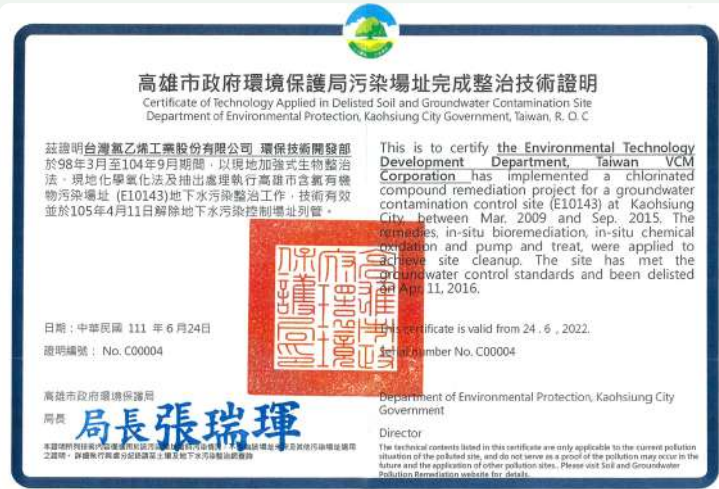 高雄市政府環境保護局污染場址完成整治技術證明
Certificate of Technology Applied in Delisted Soil and Groundwater Contamination Site
Department of Environmental Protection, Kaohsiung City Government, Taiwan, R. O. C
茲證明台灣氯乙烯工業股份有限公司 環保技術開發部
於98年3月至104年9月期間，以現地加強式生物整治
法、現地化學氧化法及抽出處理執行高雄市含氯有機
物污染場址 (E10143)地下水污染整治工作，技術有效
並於105年4月11日解除地下水污染控制場址列管。
日期：中華民國 111 年 6月24日
證明編號： No. C00004
高雄市政府環境保護局
局長
局長張瑞琿
This is to certify the Environmental Technology
Development Department, Taiwan VCM
Corporation has implemented a chlorinated
compound remediation project for a groundwater
contamination control site (E10143) at Kaohsiung
City, between Mar. 2009 and Sep. 2015. The
remedies, in-situ bioremediation, in-situ chemical
oxidation and pump and treat, were applied to
achieve site cleanup. The site has met the
groundwater control standards and been delisted
on Apr. 11, 2016.
This certificate is valid from 24 . 6 , 2022.
Serial number No. C00004
Department of Environmental Protection, Kaohsiung City
Government
Director
The technical contents listed in this certificate are only applicable to the current pollution
situation of the polluted site, and do not serve as a proof of the pollution may occur in the
future and the application of other pollution sites.. Please visit Soil and Groundwater
Pollution Remediation website for details.
高雄市政
府環境
保護局印